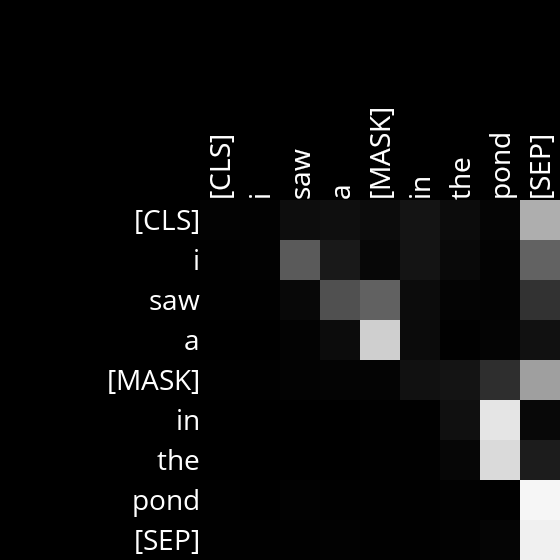 [CLS] i saw a [MASK] in the pond [SEP]
[CLS]
i
saw
a
[MASK]
in
the
pond
[SEP]